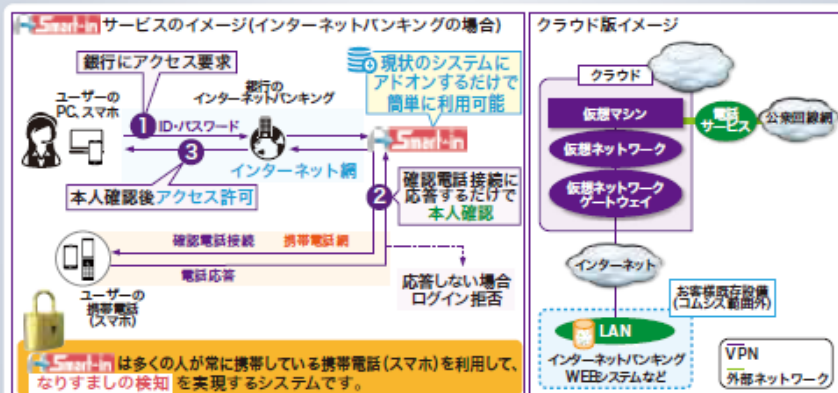 Smart-in サービスのイメージ(インターネットバンキングの場合)
銀行にアクセス要求
ユーザーの
PC、スマホ
銀行の
インターネットバンキング
現状のシステムに
アドオンするだけで
簡単に利用可能
1 ID・パスワード
3
Smart-in
インターネット網
本人確認後アクセス許可
2
確認電話接続に
応答するだけで
本人確認
確認電話接続 携帯電話網
電話応答
ユーザーの
携帯電話
(スマホ)
応答しない場合
ログイン拒否
Smart-in は多くの人が常に携帯している携帯電話(スマホ)を利用して、
なりすましの検知 を実現するシステムです。
クラウド版イメージ
クラウド
仮想マシン
電話
サービス
公衆回線網
仮想ネットワーク
仮想ネットワーク
ゲートウェイ
インターネット
お客様既存設備
(コムシス範囲外)
LAN
インターネットバンキング
WEBシステムなど
VPN
外部ネットワーク